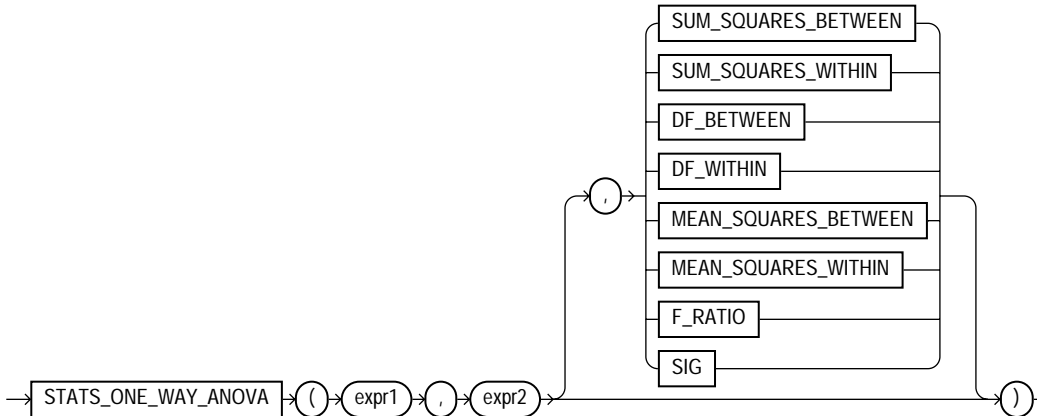 SUM_SQUARES_BETWEEN
SUM_SQUARES_WITHIN
DF_BETWEEN
DF_WITHIN
,
MEAN_SQUARES_BETWEEN
MEAN_SQUARES_WITHIN
F_RATIO
SIG
STATS_ONE_WAY_ANOVA ( expr1 , expr2 )